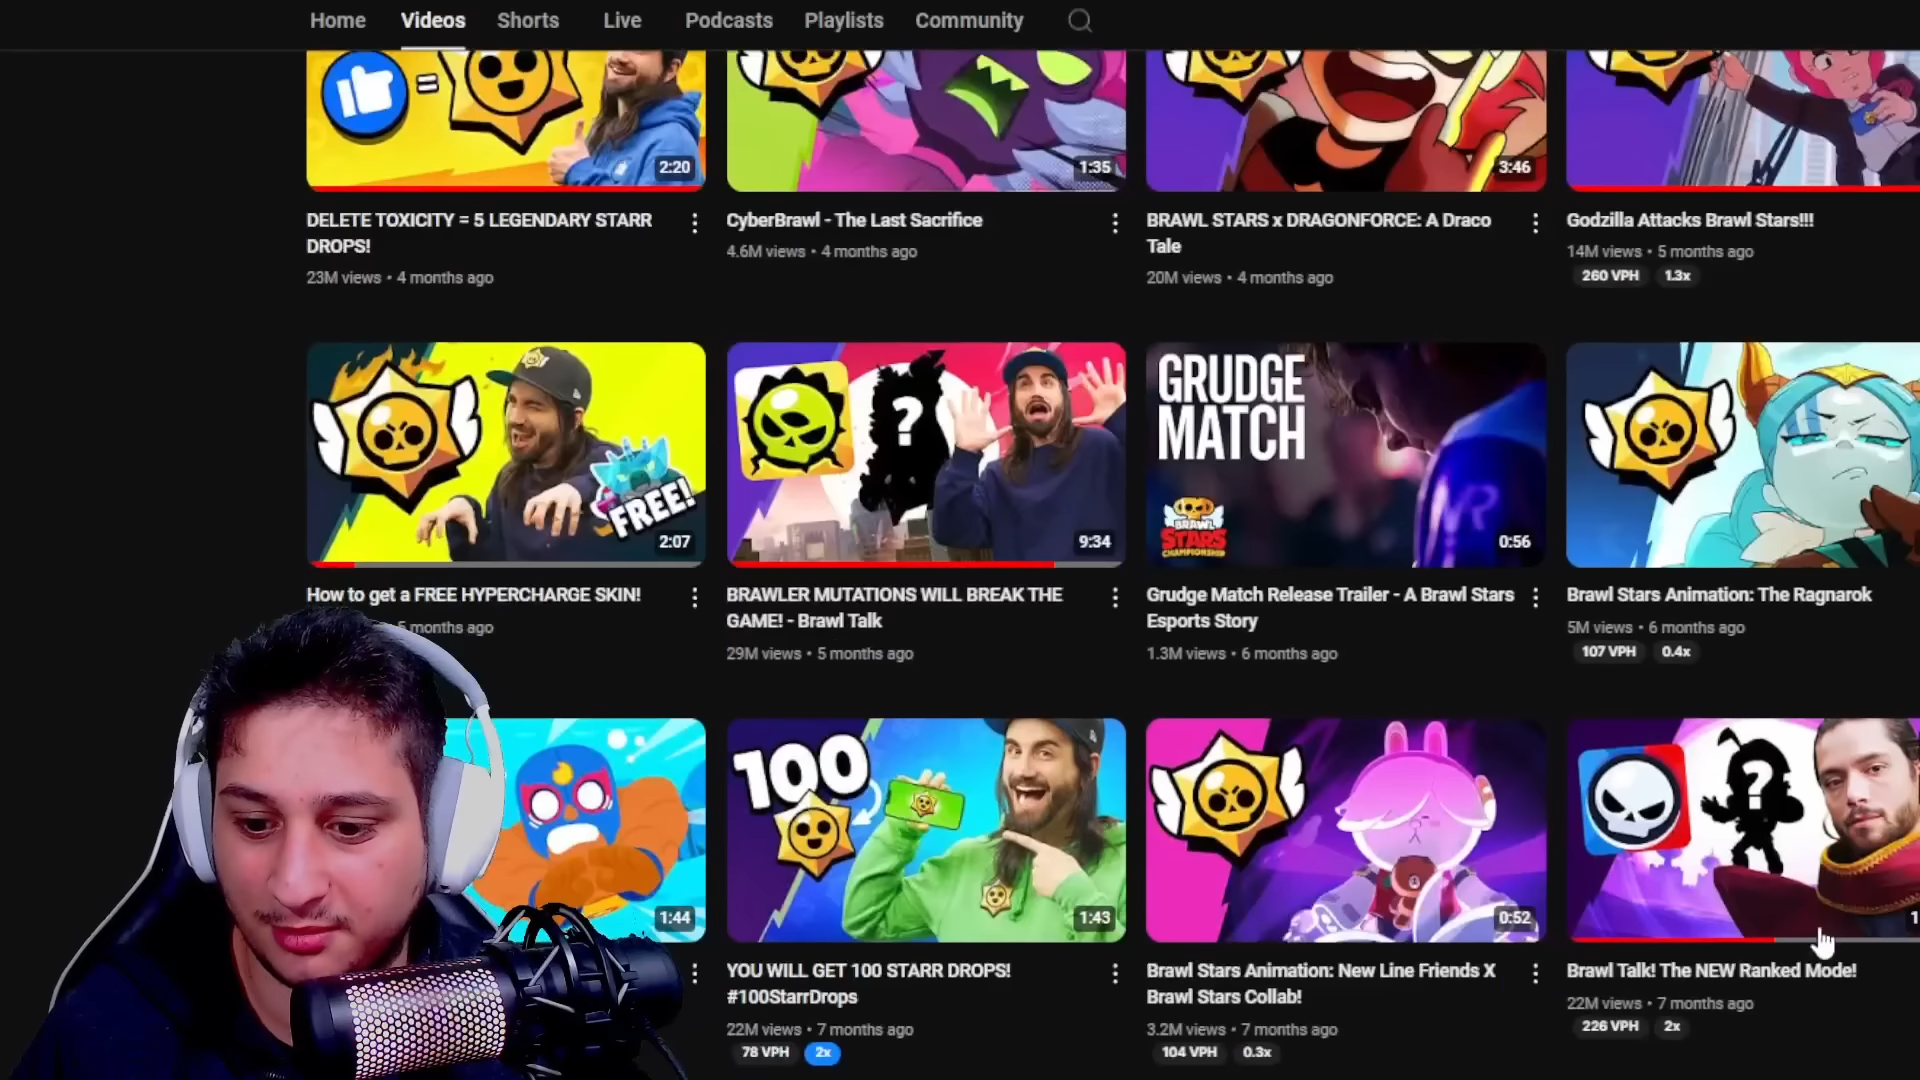 Home Videos Shorts Live Podcasts Playlists Community
=
2:20
1:35
3:46
DELETE TOXICITY = 5 LEGENDARY STARR
DROPS!
23M views • 4 months ago
CyberBrawl - The Last Sacrifice
4.6M views • 4 months ago
BRAWL STARS x DRAGONFORCE: A Draco
Tale
20M views • 4 months ago
Godzilla Attacks Brawl Stars!!!
14M views • 5 months ago
260 VPH 1.3x
FREE!
2:07
?
9:34
GRUDGE
MATCH
BRAWL
STARS
CHAMPIONSHIP
0:56
How to get a FREE HYPERCHARGE SKIN!
5 months ago
BRAWLER MUTATIONS WILL BREAK THE
GAME! - Brawl Talk
29M views • 5 months ago
Grudge Match Release Trailer - A Brawl Stars
Esports Story
1.3M views • 6 months ago
Brawl Stars Animation: The Ragnarok
5M views • 6 months ago
107 VPH 0.4x
1:44
100
1:43
0:52
?
1
YOU WILL GET 100 STARR DROPS!
#100StarrDrops
22M views • 7 months ago
78 VPH 2x
Brawl Stars Animation: New Line Friends X
Brawl Stars Collab!
3.2M views • 7 months ago
104 VPH 0.3x
Brawl Talk! The NEW Ranked Mode!
22M views • 7 months ago
226 VPH 2x